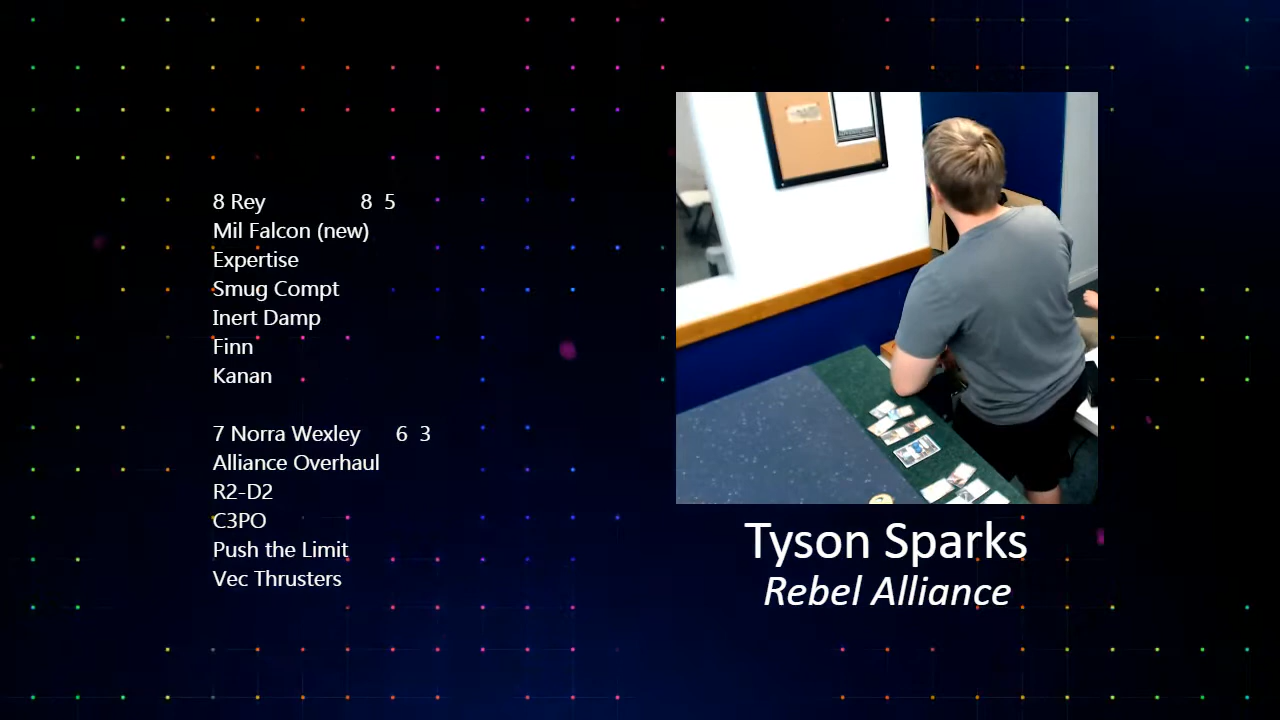 8 Rey 8 5
Mil Falcon (new)
Expertise
Smug Compt
Inert Damp
Finn
Kanan
7 Norra Wexley 6 3
Alliance Overhaul
R2-D2
C3PO
Push the Limit
Vec Thrusters
Tyson Sparks
Rebel Alliance